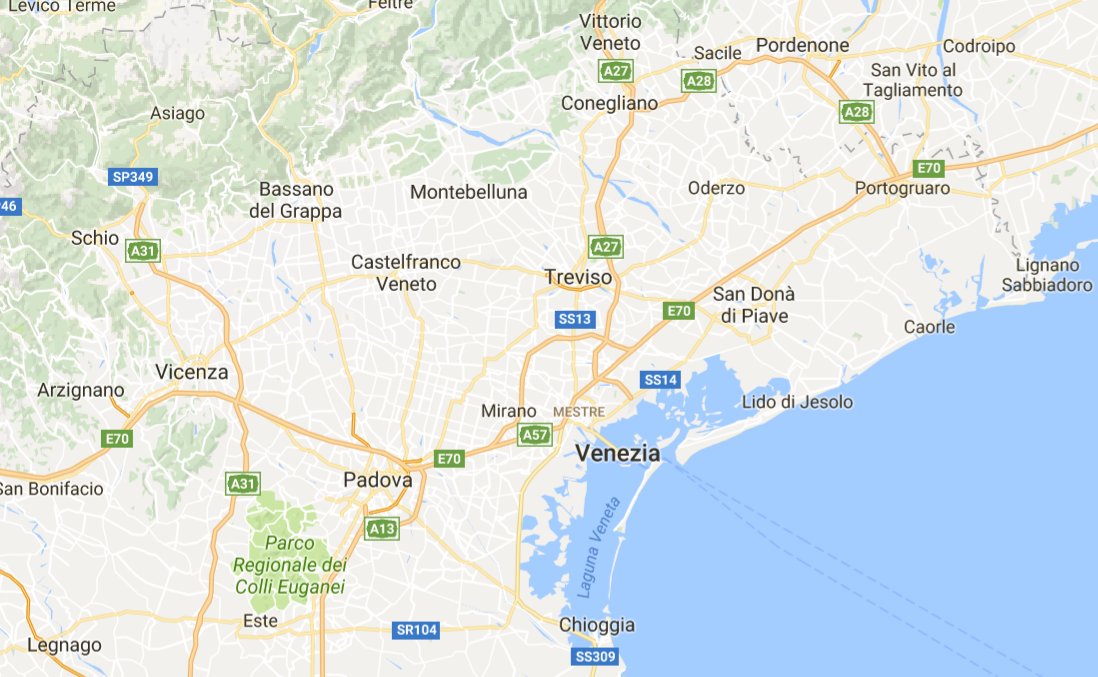 Levico Terme
Feltre
Vittorio
Veneto
Sacile
Pordenone
Codroipo
A27
A28
San Vito al
Tagliamento
Conegliano
Asiago
A28
SP349
E70
Bassano
del Grappa
Montebelluna
Oderzo
Portogruaro
46
Schio
A31
A27
Castelfranco
Veneto
Treviso
Lignano
Sabbiadoro
San Donà
di Piave
E70
SS13
Caorle
Vicenza
SS14
Arzignano
Lido di Jesolo
Mirano
MESTRE
E70
A57
Venezia
E70
Padova
A31
San Bonifacio
A13
Laguna Veneta
Parco
Regionale dei
Colli Euganei
Este
SR104
Chioggia
Legnago
SS309